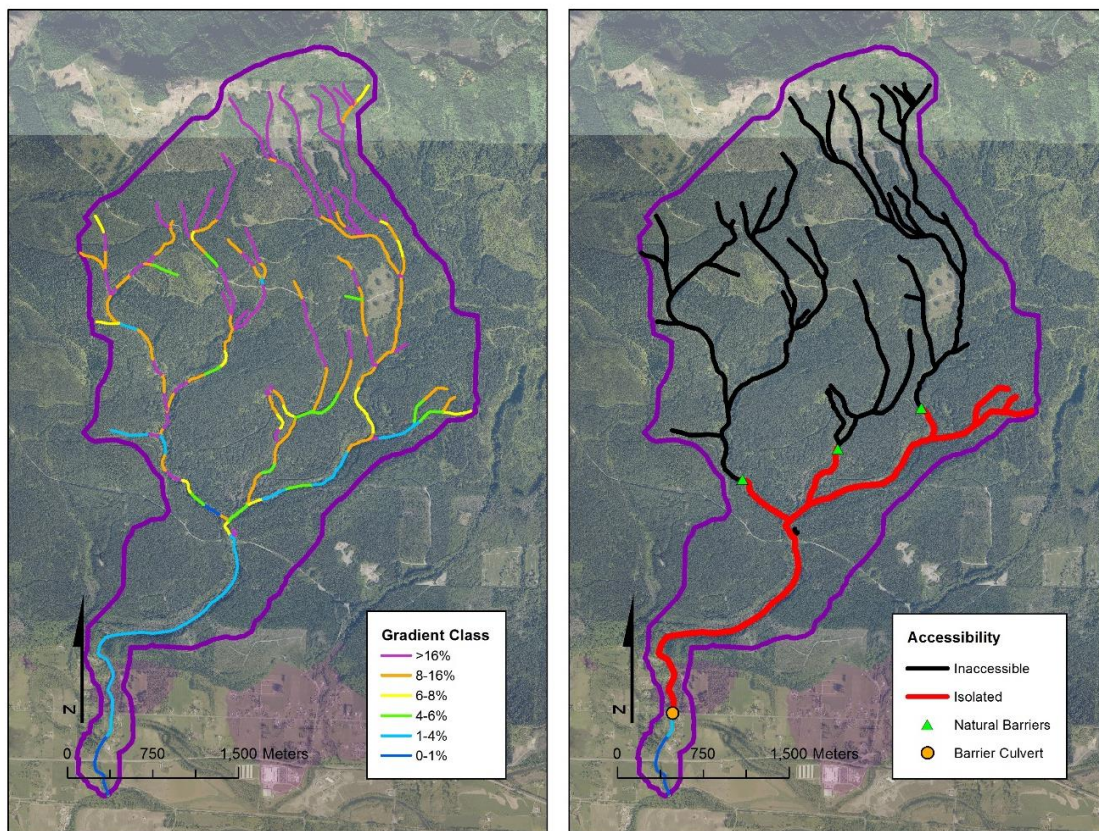 Z
0 750 1,500 Meters
Gradient Class
>16%
8-16%
6-8%
4-6%
1-4%
0-1%
Z
0 750 1,500 Meters
Accessibility
Inaccessible
Isolated
Natural Barriers
Barrier Culvert